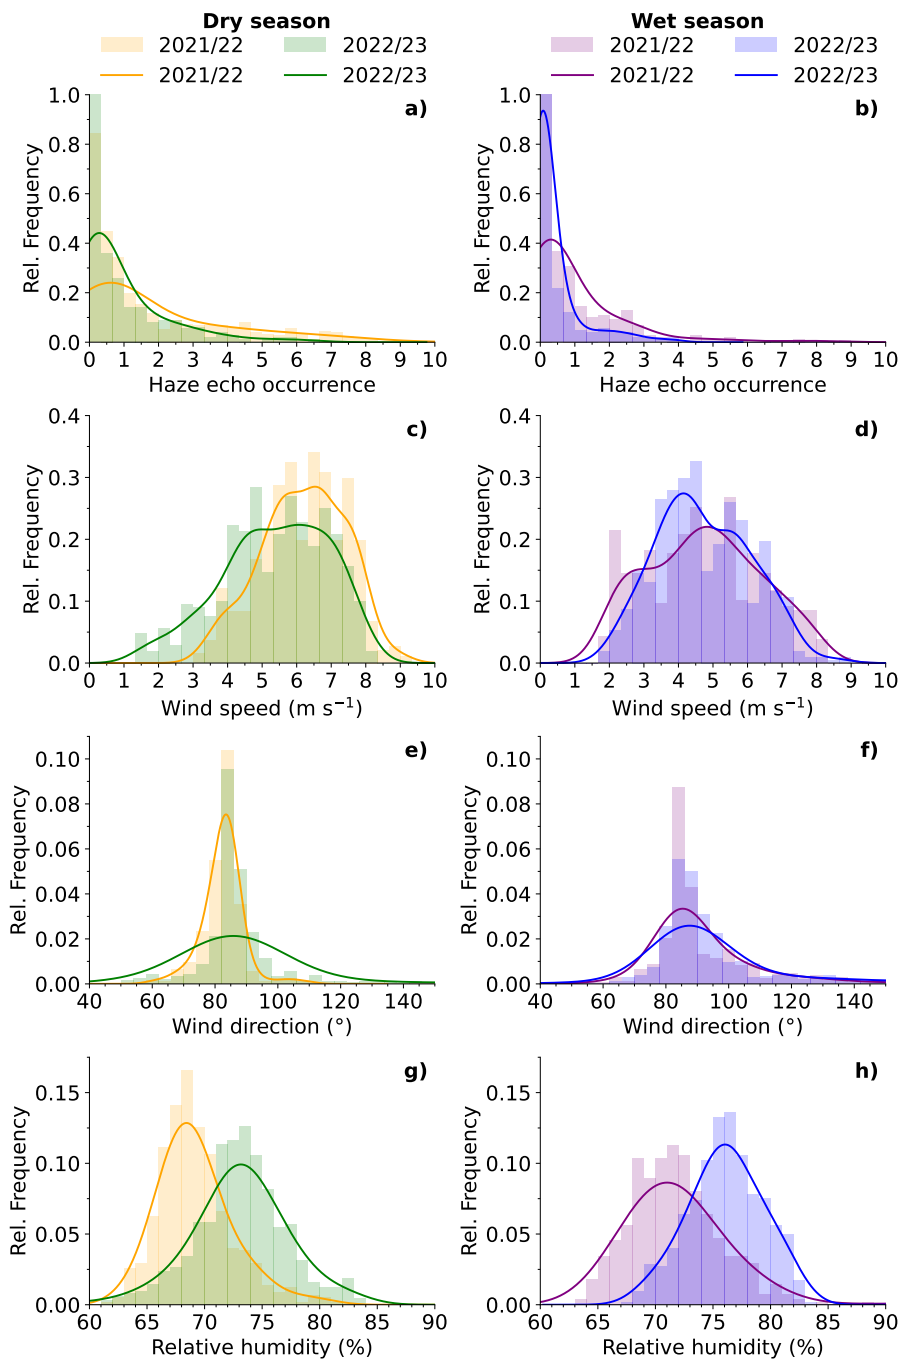 Dry season
Wet season
2021/22 2022/23
2021/22 2022/23
2021/22 2022/23
2021/22 2022/23
a)
1.0
0.8
0.6
0.4
0.2
0.0
Rel. Frequency
0 1 2 3 4 5 6 7 8 9 10
Haze echo occurrence
b)
1.0
0.8
0.6
0.4
0.2
0.0
Rel. Frequency
0 1 2 3 4 5 6 7 8 9 10
Haze echo occurrence
c)
0.4
0.3
0.2
0.1
0.0
Rel. Frequency
0 1 2 3 4 5 6 7 8 9 10
Wind speed (m s⁻¹)
d)
0.4
0.3
0.2
0.1
0.0
Rel. Frequency
0 1 2 3 4 5 6 7 8 9 10
Wind speed (m s⁻¹)
e)
0.10
0.08
0.06
0.04
0.02
0.00
Rel. Frequency
40 60 80 100 120 140
Wind direction (°)
f)
0.10
0.08
0.06
0.04
0.02
0.00
Rel. Frequency
40 60 80 100 120 140
Wind direction (°)
g)
0.15
0.10
0.05
0.00
Rel. Frequency
60 65 70 75 80 85 90
Relative humidity (%)
h)
0.15
0.10
0.05
0.00
Rel. Frequency
60 65 70 75 80 85 90
Relative humidity (%)